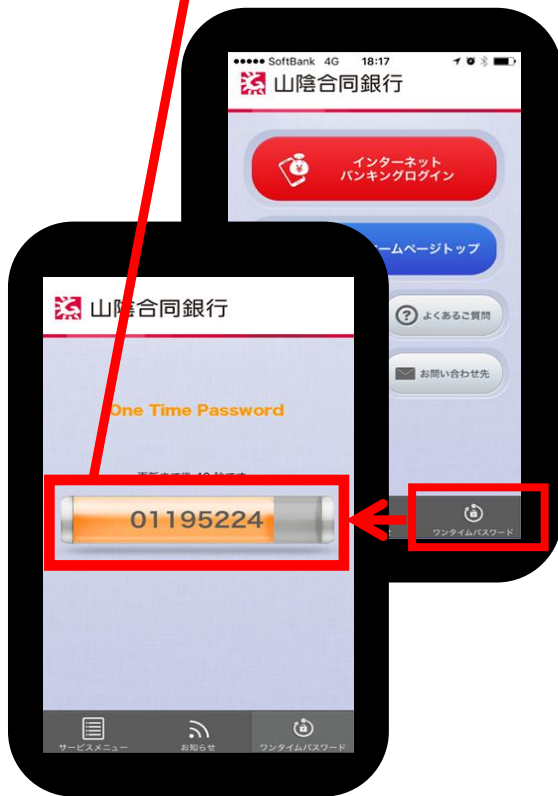 SoftBank 4G 18:17
山陰合同銀行
インターネット
バンキングログイン
ームページトップ
よくあるご質問
お問い合わせ先
ワンタイムパスワード
山陰合同銀行
One Time Password
01195224
サービスメニュー
お知らせ
ワンタイムパスワード